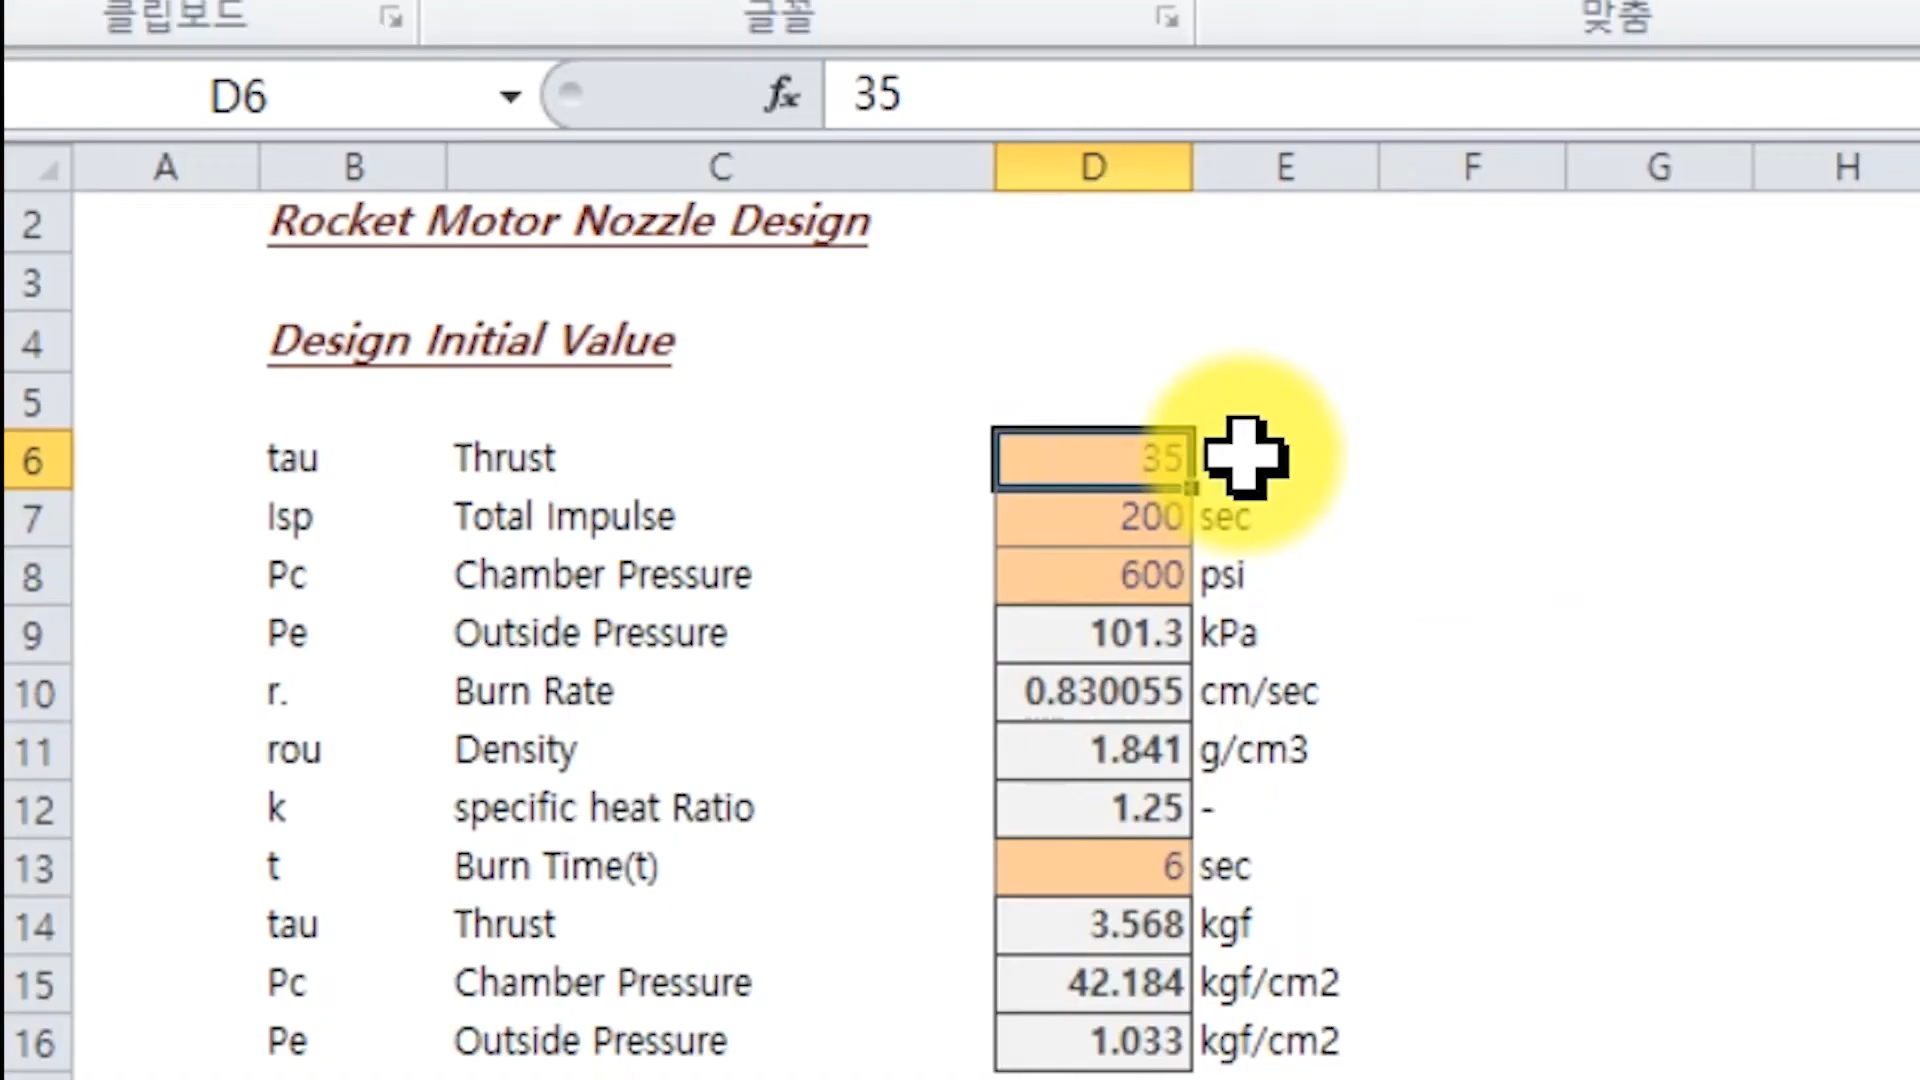 클립보드 글꼴 맞춤
D6 fx 35
A B C D E F G H
2 Rocket Motor Nozzle Design
3
4 Design Initial Value
5
6 tau Thrust 35
7 Isp Total Impulse 200 sec
8 Pc Chamber Pressure 600 psi
9 Pe Outside Pressure 101.3 kPa
10 r. Burn Rate 0.830055 cm/sec
11 rou Density 1.841 g/cm3
12 k specific heat Ratio 1.25 -
13 t Burn Time(t) 6 sec
14 tau Thrust 3.568 kgf
15 Pc Chamber Pressure 42.184 kgf/cm2
16 Pe Outside Pressure 1.033 kgf/cm2